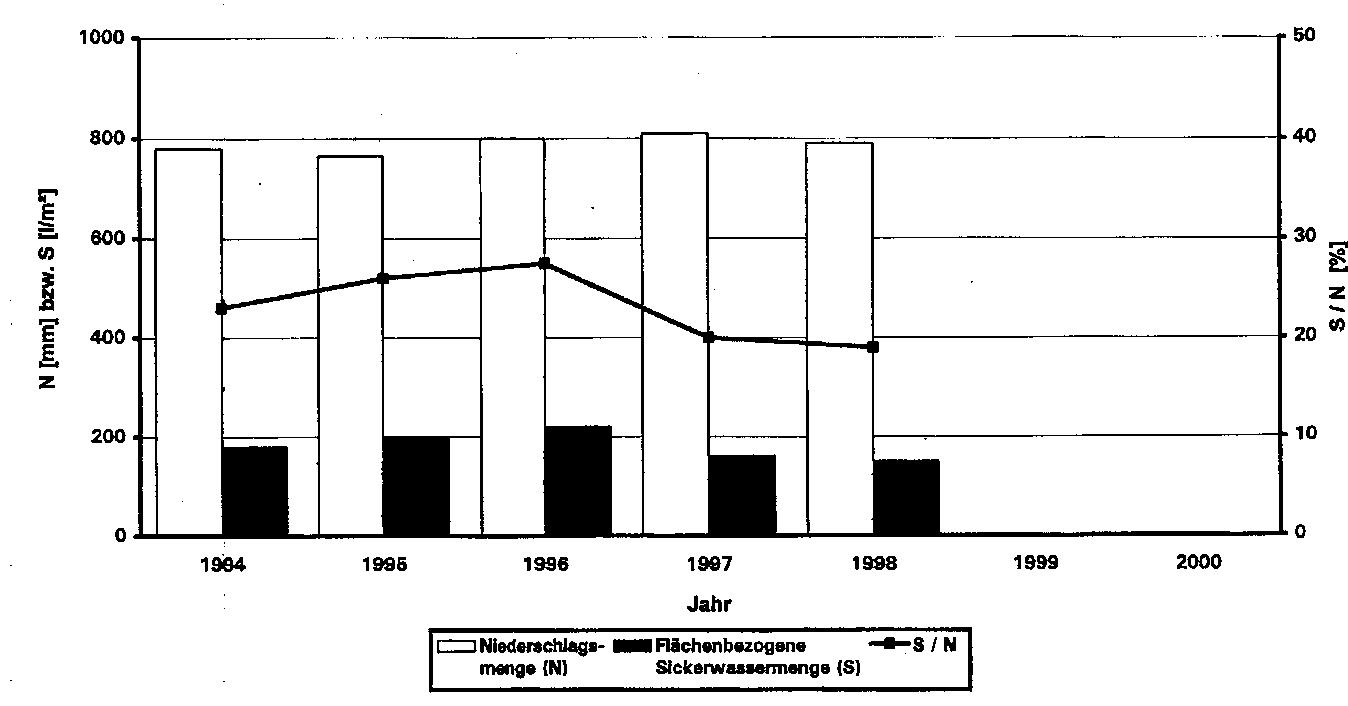 1000
800
600
400
200
0
N [mm] bzw. S [l/m²]
50
40
30
20
10
0
S / N [%]
1994 1995 1996 1997 1998 1999 2000
Jahr
Niederschlags- Flächenbezogene S / N
menge (N) Sickerwassermenge (S)